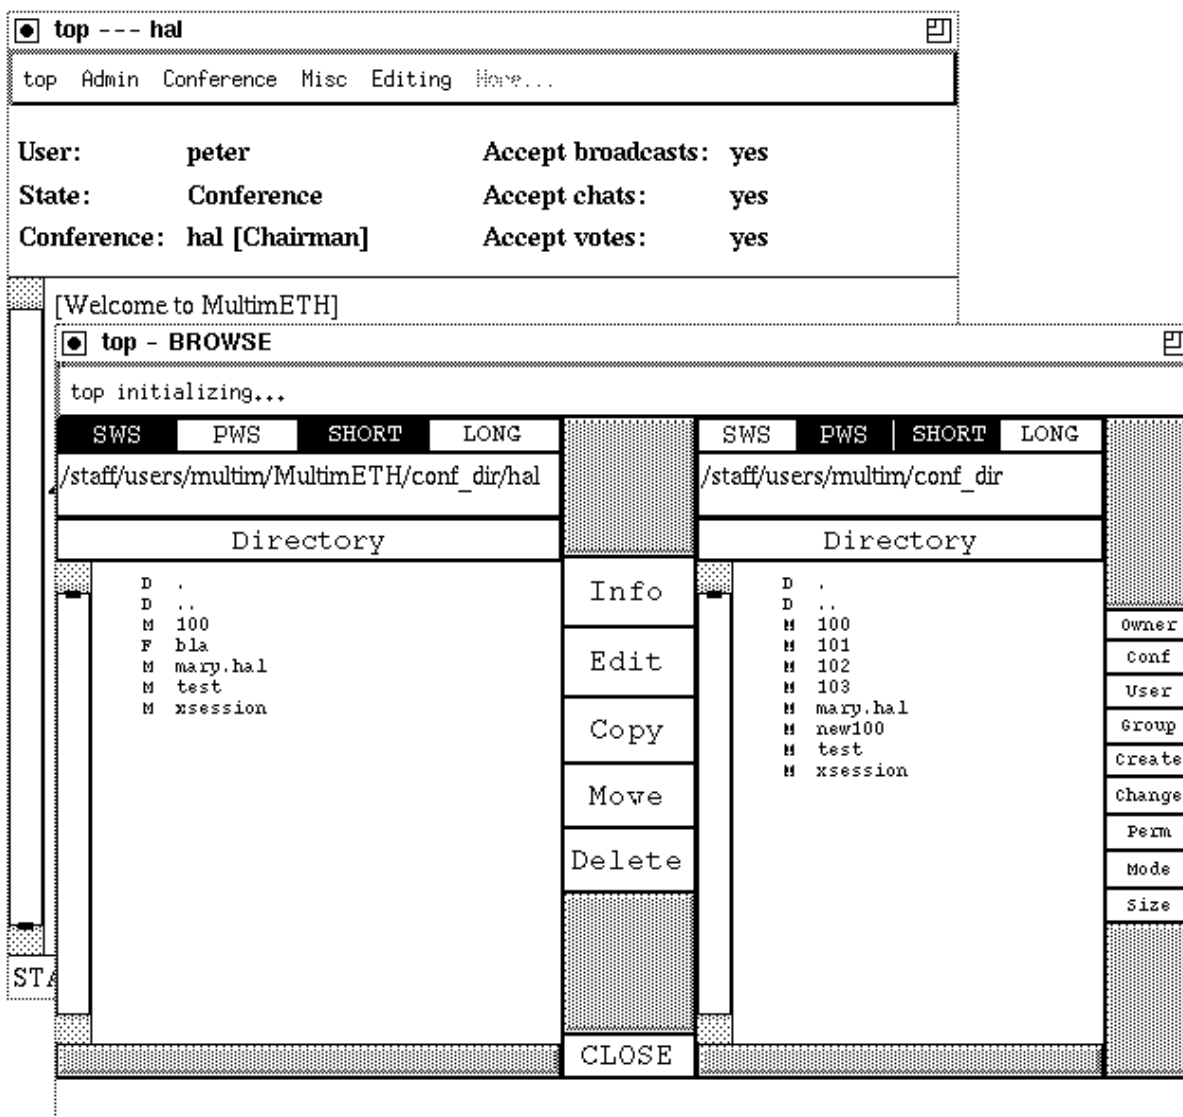 top --- hal
top Admin Conference Misc Editing
User: peter Accept broadcasts: yes
State: Conference Accept chats: yes
Conference: hal [Chairman] Accept votes: yes
[Welcome to MultimETH]
top - BROWSE
top initializing...
SWS PWS SHORT LONG
/staff/users/multim/MultimETH/conf_dir/hal
Directory
D .
D ..
M 100
F bla
M mary.hal
M test
M xsession
Info
Edit
Copy
Move
Delete
CLOSE
SWS PWS SHORT LONG
/staff/users/multim/conf_dir
Directory
D .
D ..
M 100
M 101
M 102
M 103
M mary.hal
M new100
M test
M xsession
Owner
Conf
User
Group
Create
Change
Perm
Mode
Size